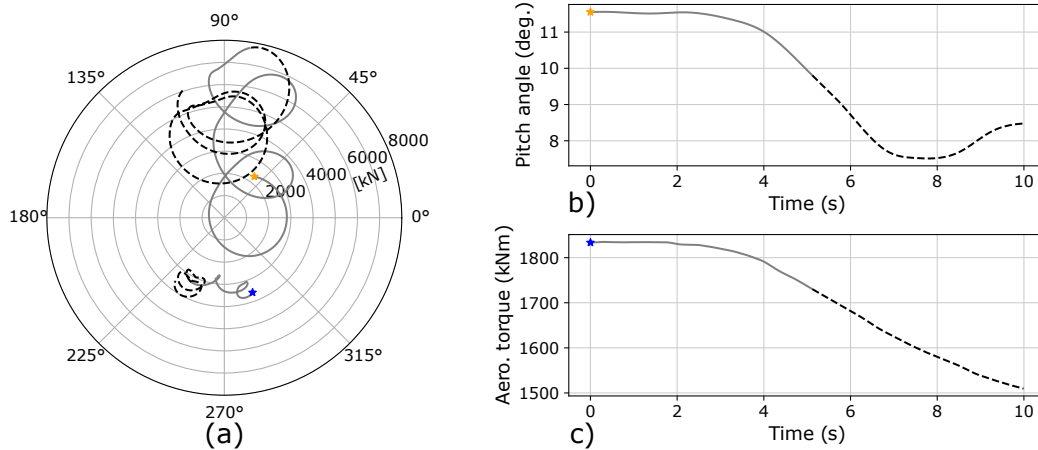 90°
135°
45°
180°
0°
225°
315°
270°
2000
4000
6000
8000
[kN]
(a)
Pitch angle (deg.)
11
10
9
8
0 2 4 6 8 10
Time (s)
b)
Aero. torque (kNm)
1800
1700
1600
1500
0 2 4 6 8 10
Time (s)
c)